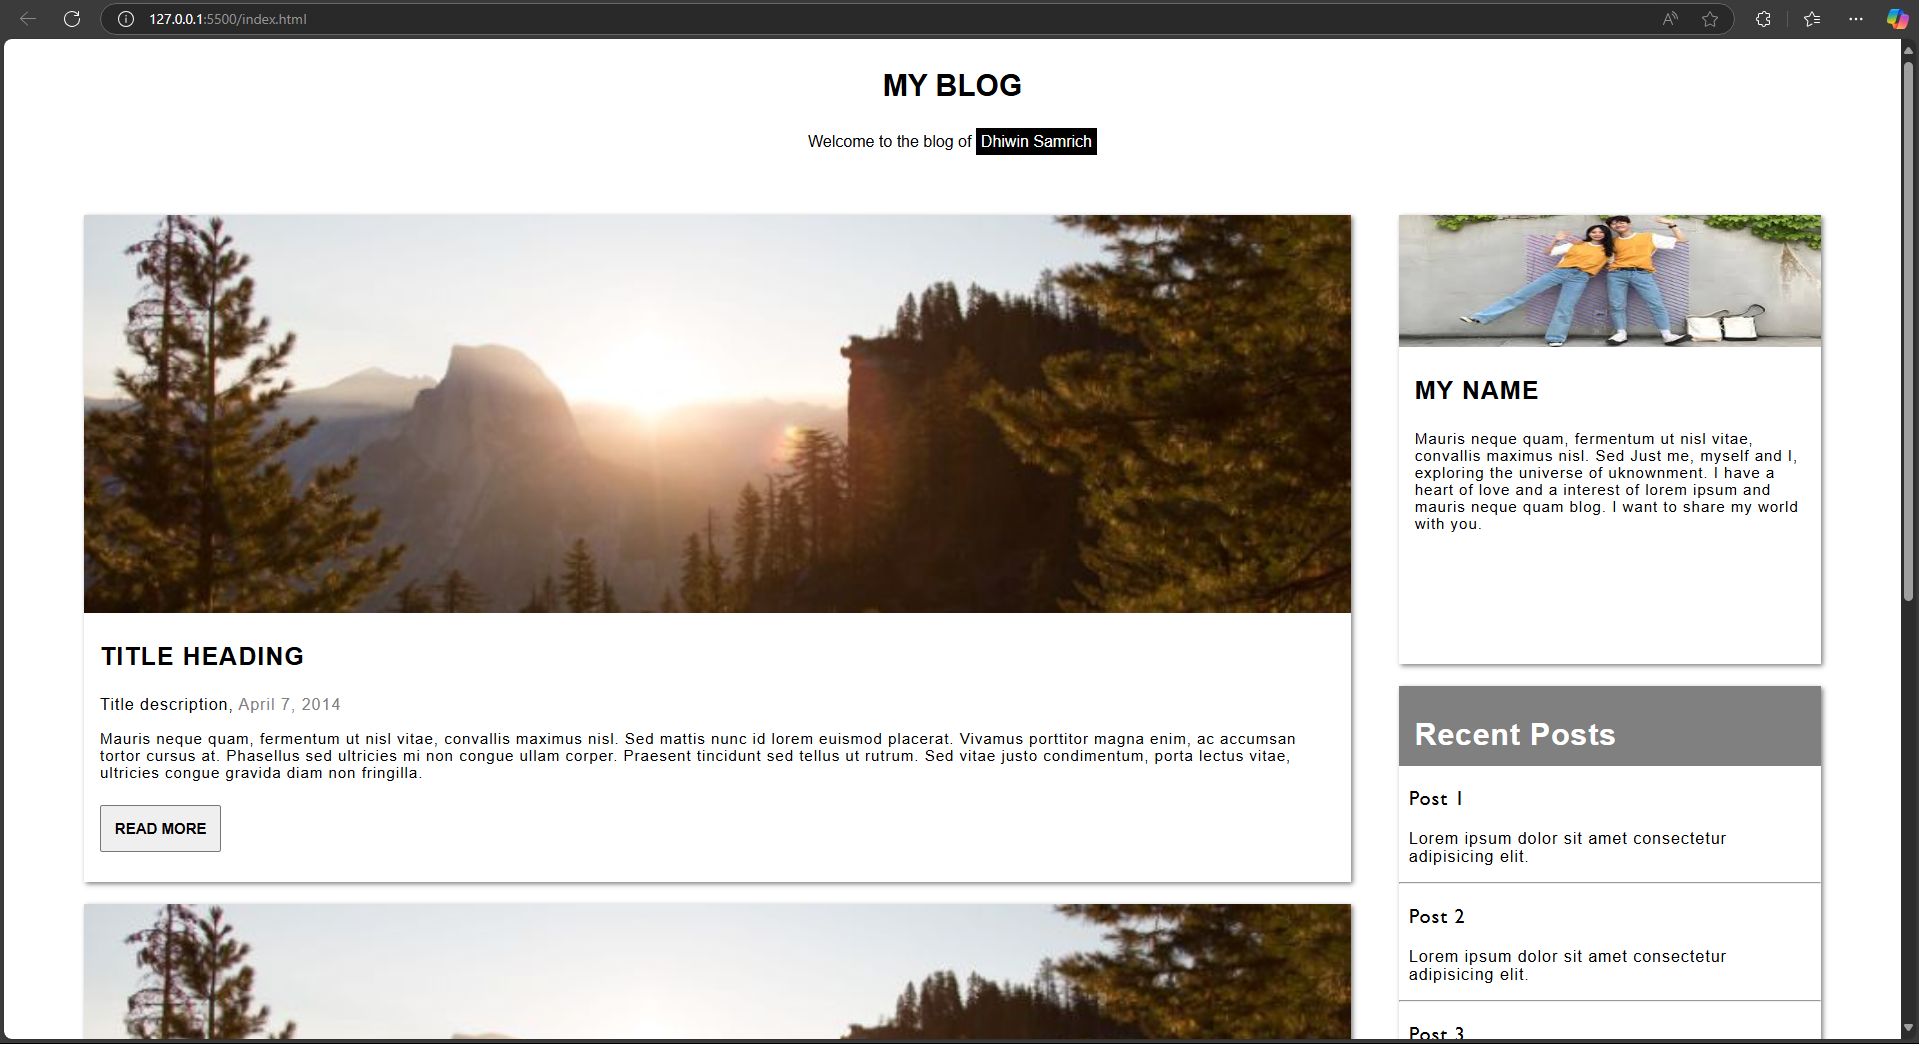 127.0.0.1:5500/index.html
MY BLOG
Welcome to the blog of Dhiwin Samrich
TITLE HEADING
Title description, April 7, 2014
Mauris neque quam, fermentum ut nisl vitae, convallis maximus nisl. Sed mattis nunc id lorem euismod placerat. Vivamus porttitor magna enim, ac accumsan
tortor cursus at. Phasellus sed ultricies mi non congue ullam corper. Praesent tincidunt sed tellus ut rutrum. Sed vitae justo condimentum, porta lectus vitae,
ultricies congue gravida diam non fringilla.
READ MORE
MY NAME
Mauris neque quam, fermentum ut nisl vitae,
convallis maximus nisl. Sed Just me, myself and I,
exploring the universe of uknownment. I have a
heart of love and a interest of lorem ipsum and
mauris neque quam blog. I want to share my world
with you.
Recent Posts
Post 1
Lorem ipsum dolor sit amet consectetur
adipisicing elit.
Post 2
Lorem ipsum dolor sit amet consectetur
adipisicing elit.
Post 3